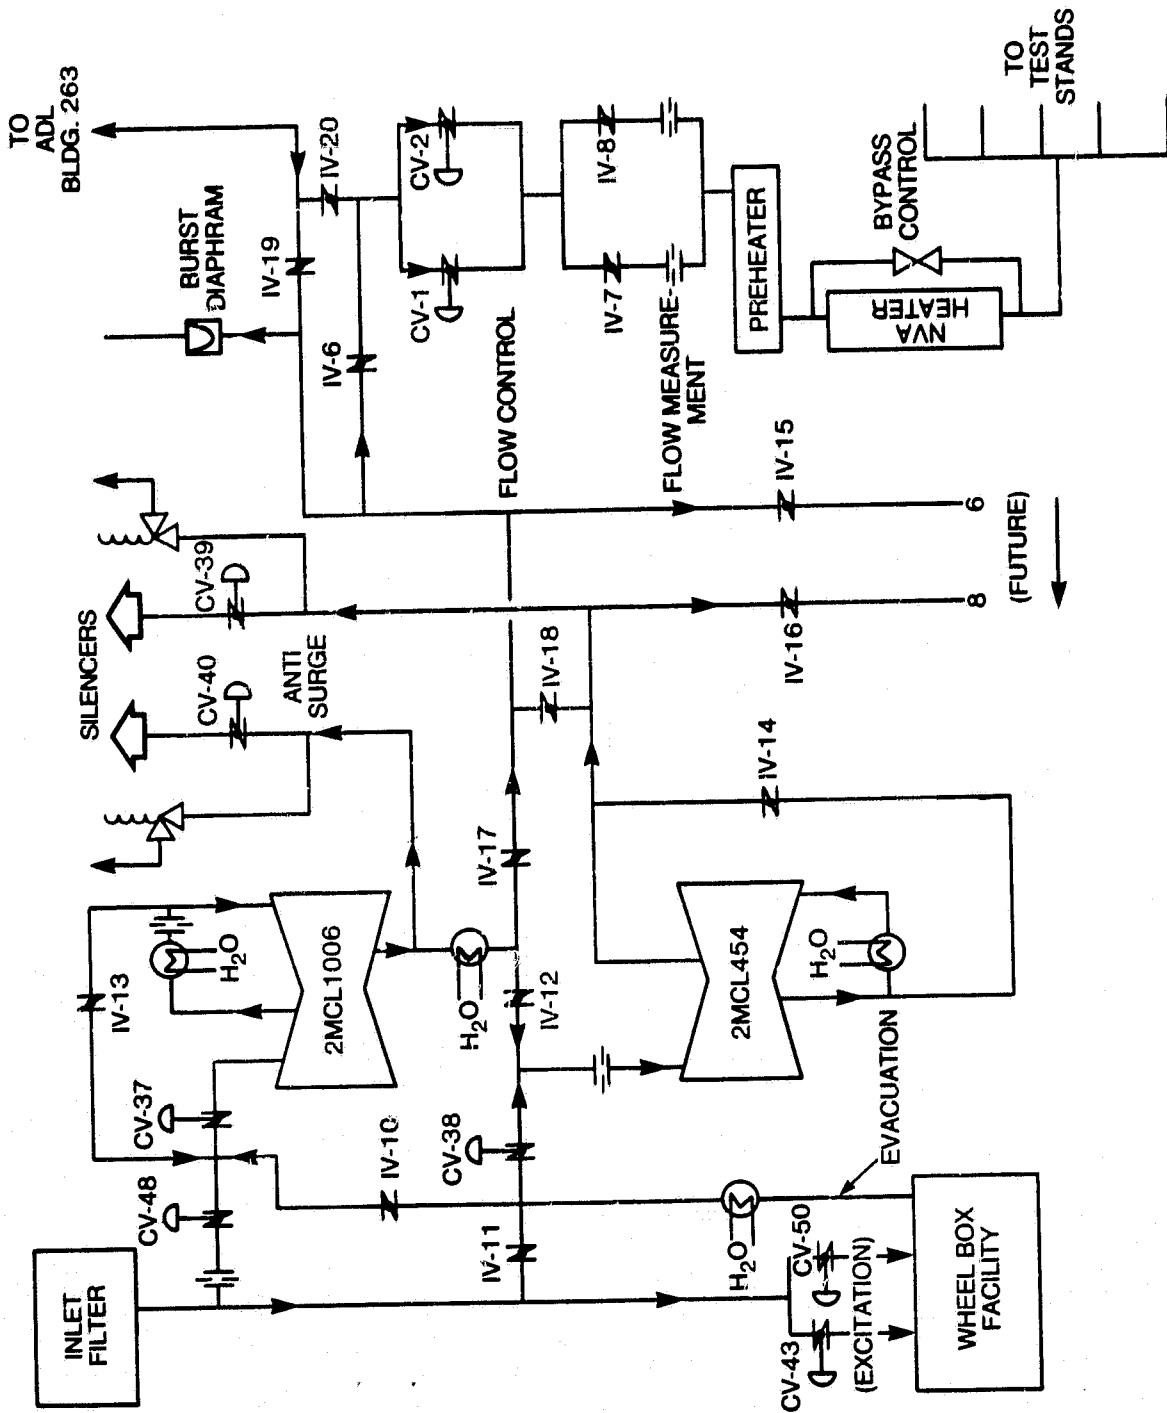 TO
ADL
BLDG. 263
BURST
DIAPHRAM
IV-19
IV-20
CV-2
CV-1
IV-6
FLOW CONTROL
IV-8
IV-7
FLOW MEASURE-
MENT
PREHEATER
BYPASS
CONTROL
NVA
HEATER
TO
TEST
STANDS
SILENCERS
CV-39
CV-40
ANTI
SURGE
IV-18
IV-15
IV-16
6
8
(FUTURE)
IV-17
IV-14
IV-13
H2O
2MCL1006
H2O
IV-12
2MCL454
H2O
CV-37
CV-48
IV-10
CV-38
IV-11
EVACUATION
H2O
CV-50
CV-43
(EXCITATION)
INLET
FILTER
WHEEL BOX
FACILITY